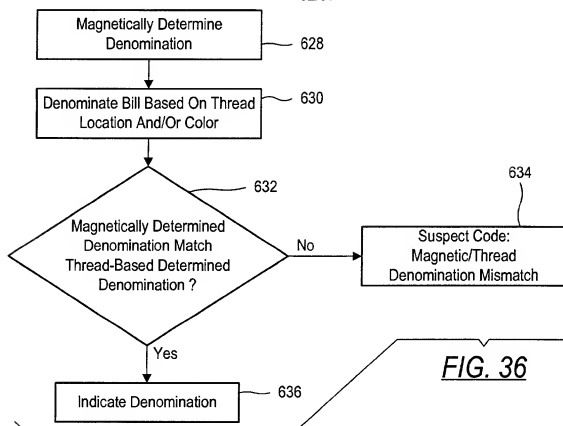 Magnetically Determine
Denomination
628
Denominate Bill Based On Thread
Location And/Or Color
630
632
Magnetically Determined
Denomination Match
Thread-Based Determined
Denomination ?
No
634
Suspect Code:
Magnetic/Thread
Denomination Mismatch
Yes
Indicate Denomination
636
FIG. 36